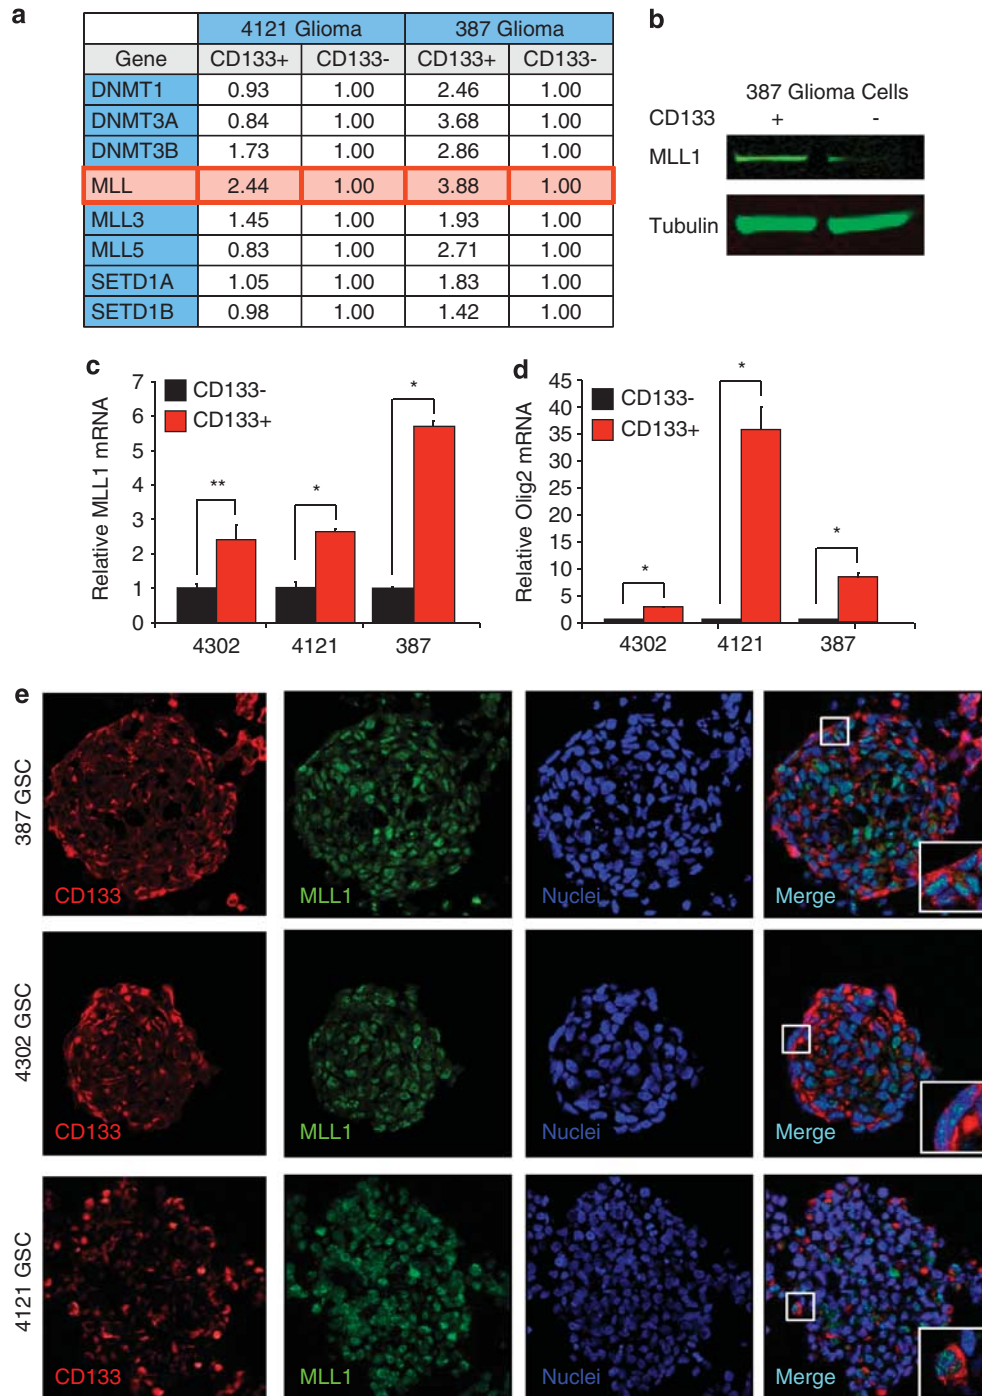 a
4121 Glioma 387 Glioma
Gene CD133+ CD133- CD133+ CD133-
DNMT1 0.93 1.00 2.46 1.00
DNMT3A 0.84 1.00 3.68 1.00
DNMT3B 1.73 1.00 2.86 1.00
MLL 2.44 1.00 3.88 1.00
MLL3 1.45 1.00 1.93 1.00
MLL5 0.83 1.00 2.71 1.00
SETD1A 1.05 1.00 1.83 1.00
SETD1B 0.98 1.00 1.42 1.00
b
387 Glioma Cells
CD133 + -
MLL1
Tubulin
c
Relative MLL1 mRNA
7
6
5
4
3
2
1
0
CD133-
CD133+
**
*
*
4302 4121 387
d
Relative Olig2 mRNA
45
40
35
30
25
20
15
10
5
0
CD133-
CD133+
*
*
*
4302 4121 387
e
387 GSC
CD133 MLL1 Nuclei Merge
4302 GSC
CD133 MLL1 Nuclei Merge
4121 GSC
CD133 MLL1 Nuclei Merge